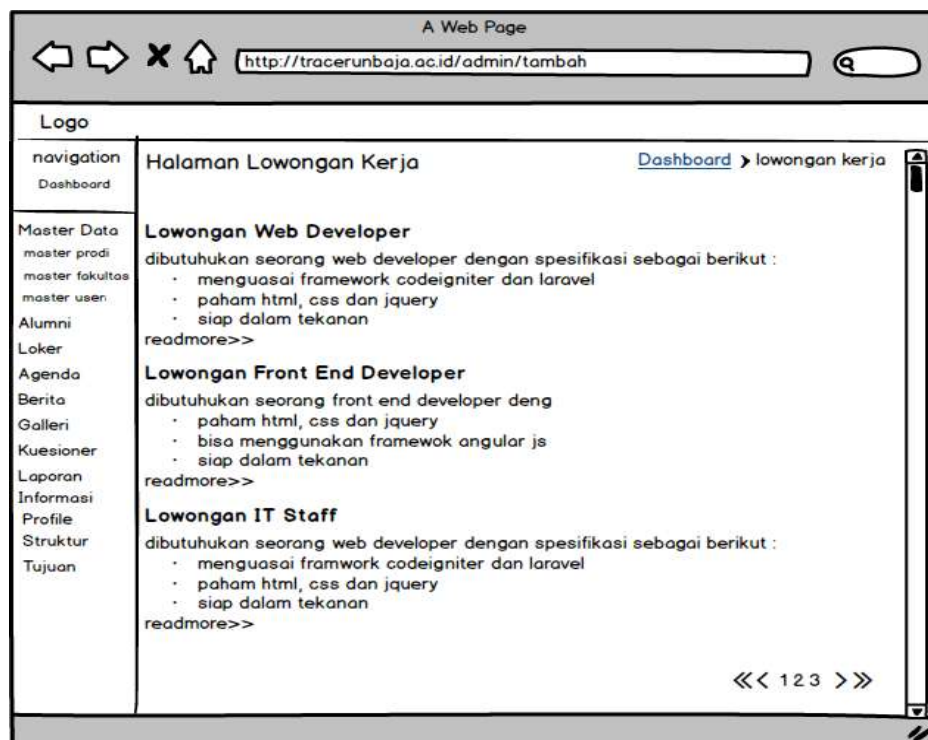 A Web Page
http://tracerunbaja.ac.id/admin/tambah
Logo
navigation
Dashboard
Master Data
master prodi
master fakultas
master user
Alumni
Loker
Agenda
Berita
Galleri
Kuesioner
Laporan
Informasi
Profile
Struktur
Tujuan
Halaman Lowongan Kerja
Dashboard > lowongan kerja
Lowongan Web Developer
dibutuhukan seorang web developer dengan spesifikasi sebagai berikut :
· menguasai framework codeigniter dan laravel
· paham html, css dan jquery
· siap dalam tekanan
readmore>>
Lowongan Front End Developer
dibutuhukan seorang front end developer deng
· paham html, css dan jquery
· bisa menggunakan framewok angular js
· siap dalam tekanan
readmore>>
Lowongan IT Staff
dibutuhukan seorang web developer dengan spesifikasi sebagai berikut :
· menguasai framwork codeigniter dan laravel
· paham html, css dan jquery
· siap dalam tekanan
readmore>>
≪< 1 2 3 >≫